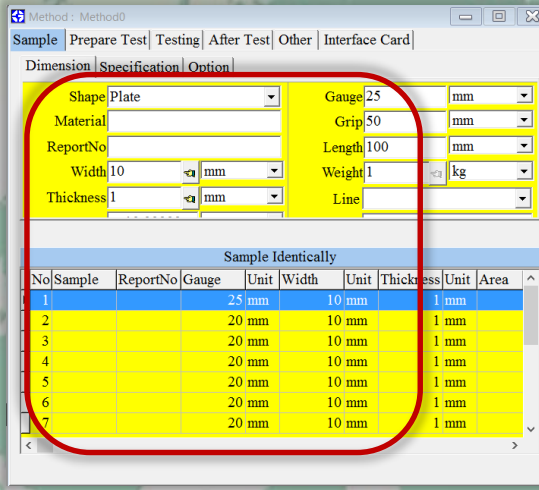 Method : Method0
Sample Prepare Test Testing After Test Other Interface Card
Dimension Specification Option
Shape Plate Gauge 25 mm
Material Grip 50 mm
ReportNo Length 100 mm
Width 10 mm Weight 1 kg
Thickness 1 mm Line
Sample Identically
No Sample ReportNo Gauge Unit Width Unit Thickness Unit Area
1 25 mm 10 mm 1 mm
2 20 mm 10 mm 1 mm
3 20 mm 10 mm 1 mm
4 20 mm 10 mm 1 mm
5 20 mm 10 mm 1 mm
6 20 mm 10 mm 1 mm
7 20 mm 10 mm 1 mm